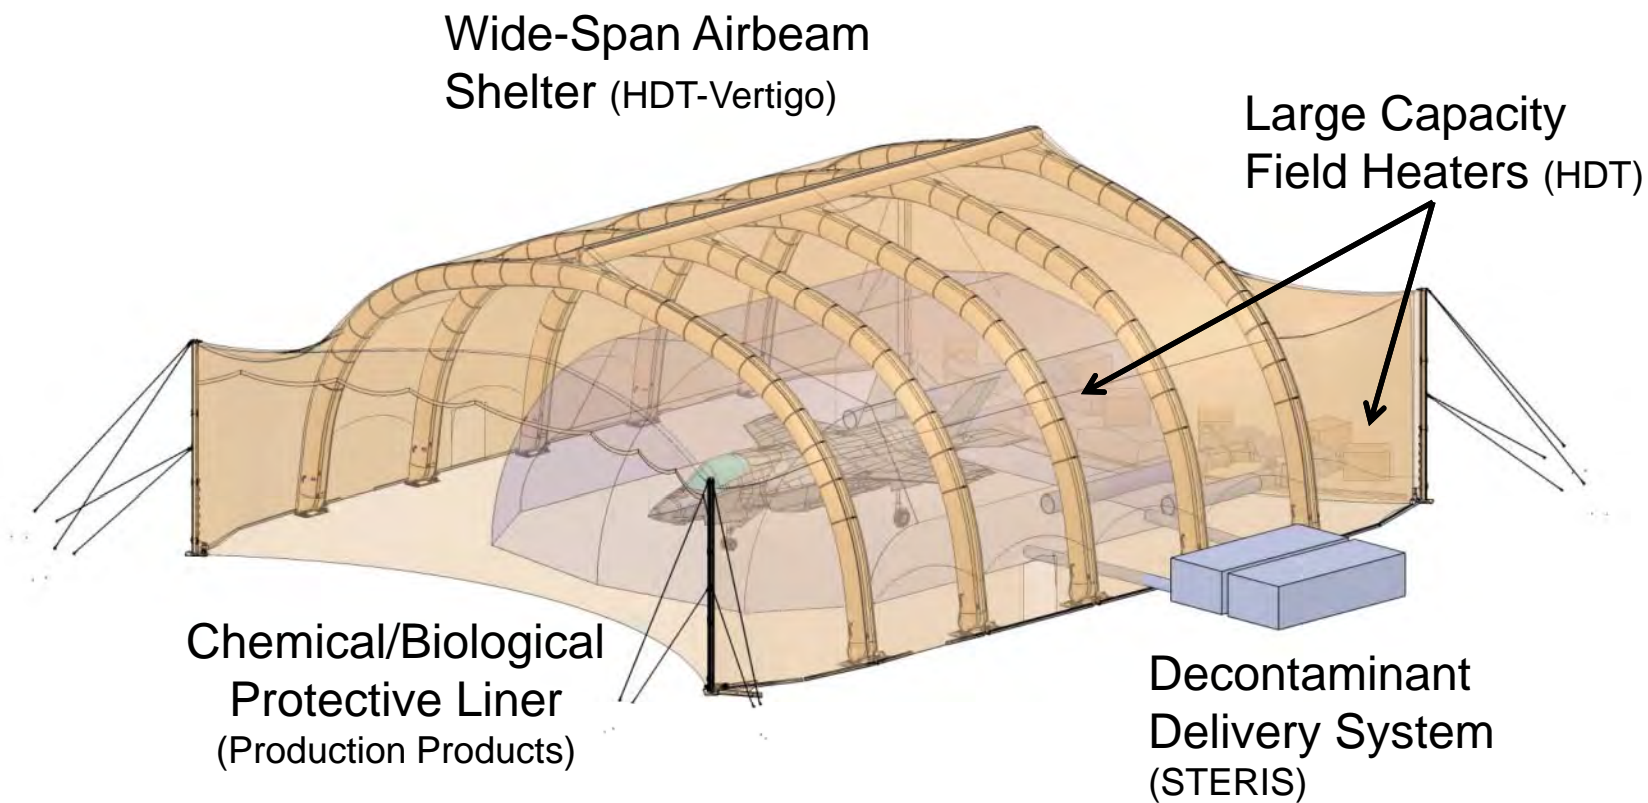 Wide-Span Airbeam
Shelter (HDT-Vertigo)
Large Capacity
Field Heaters (HDT)
Chemical/Biological
Protective Liner
(Production Products)
Decontaminant
Delivery System
(STERIS)